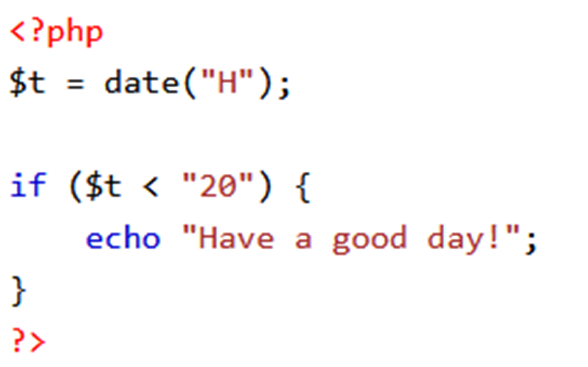 <?php
$t = date("H");
if ($t < "20") {
    echo "Have a good day!";
}
?>